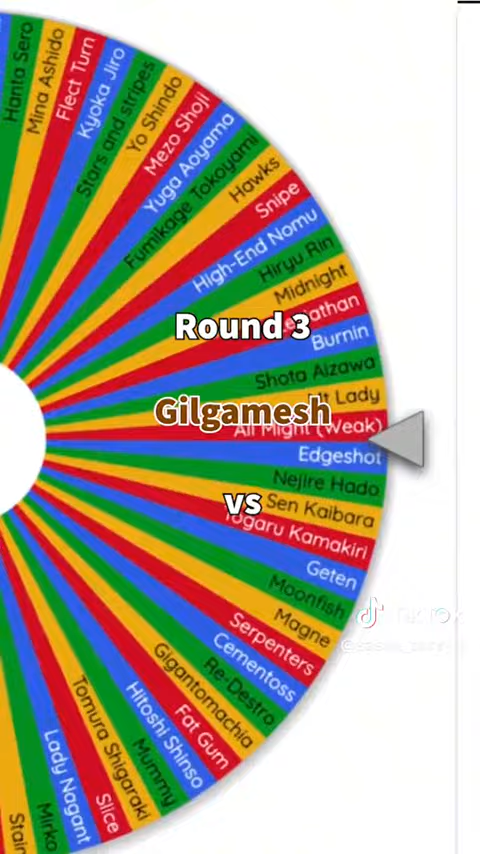 Hanta Sero
Mina Ashido
Flect Turn
Kyoka Jiro
Stars and stripes
Yo Shindo
Mezo Shoji
Yuga Aoyama
Fumikage Tokoyami
Hawks
Snipe
High-End Nomu
Hiryu Rin
Midnight
Round 3
Burnin
Shota Aizawa
Lady
Gilgamesh
All Might (Weak)
Edgeshot
Nejire Hado
vs
Sen Kaibara
Togaru Kamakiri
Geten
Moonfish
TikTok
Magne
Serpenters
Cementoss
Re-Destro
Gigantomachia
Fat Gum
Hitoshi Shinso
Mummy
Tomura Shigaraki
Slice
Lady Nagant
Mirko
Stain